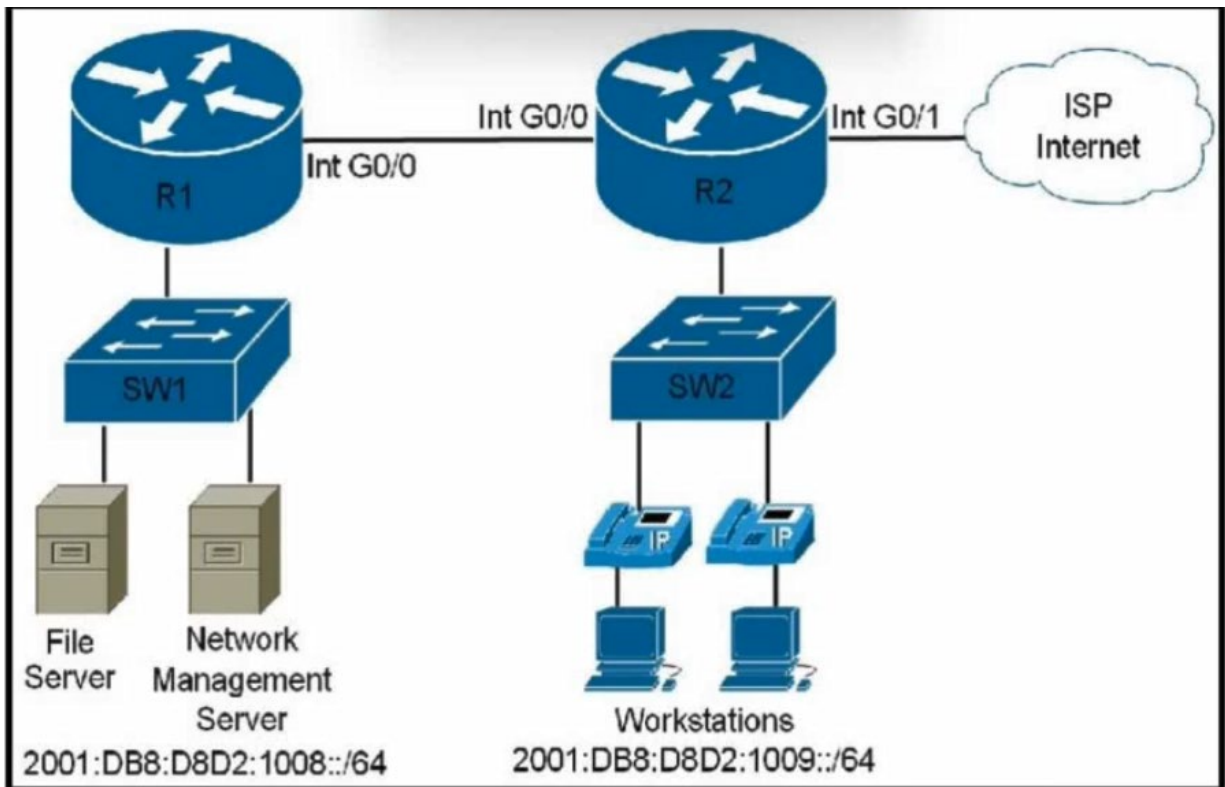 Int G0/0
Int G0/1
ISP
Internet
Int G0/0
R1
R2
SW1
SW2
IP
IP
File
Server
Network
Management
Server
Workstations
2001:DB8:D8D2:1008::/64
2001:DB8:D8D2:1009::/64